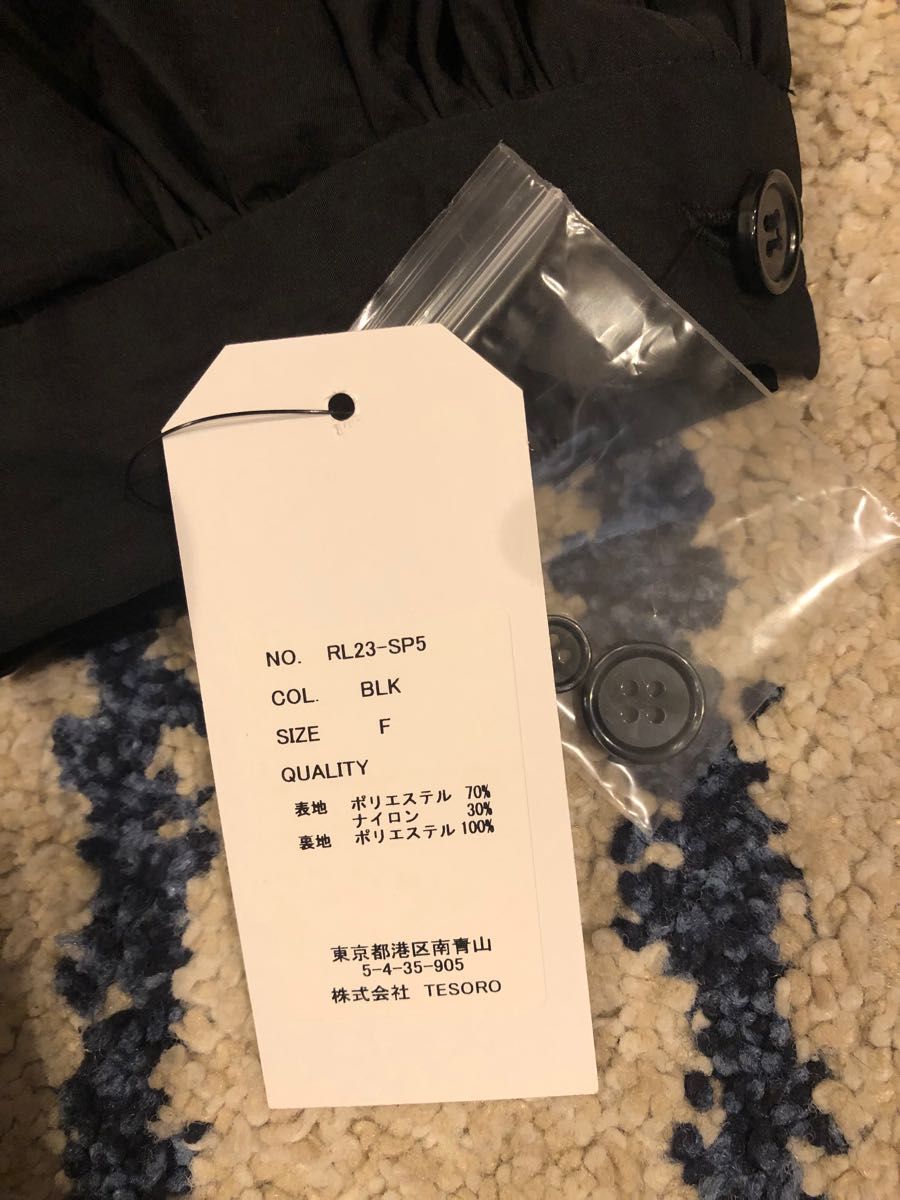 NO. RL23-SP5
COL. BLK
SIZE F
QUALITY
表地 ポリエステル 70%
ナイロン 30%
裏地 ポリエステル 100%
東京都港区南青山
5-4-35-905
株式会社 TESORO